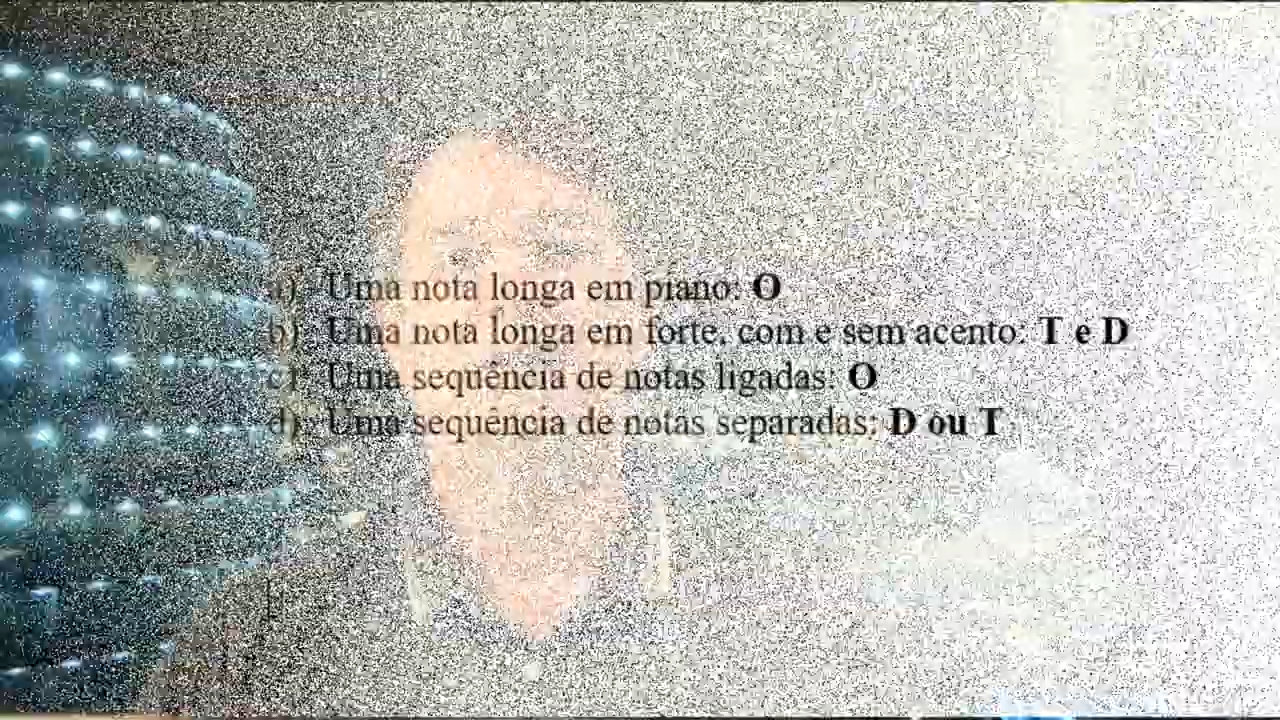 a) Uma nota longa em piano: O
b) Uma nota longa em forte, com e sem acento: T e D
c) Uma sequência de notas ligadas: O
d) Uma sequência de notas separadas: D ou T